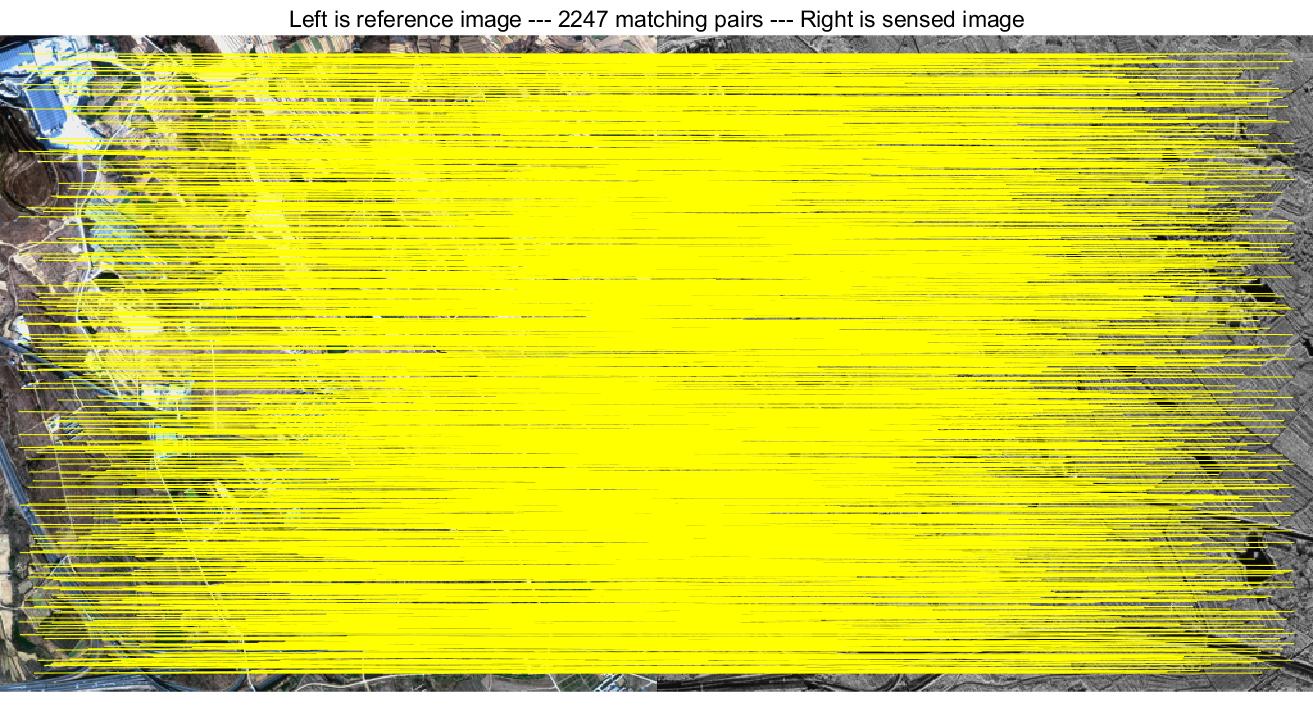 Left is reference image --- 2247 matching pairs --- Right is sensed image